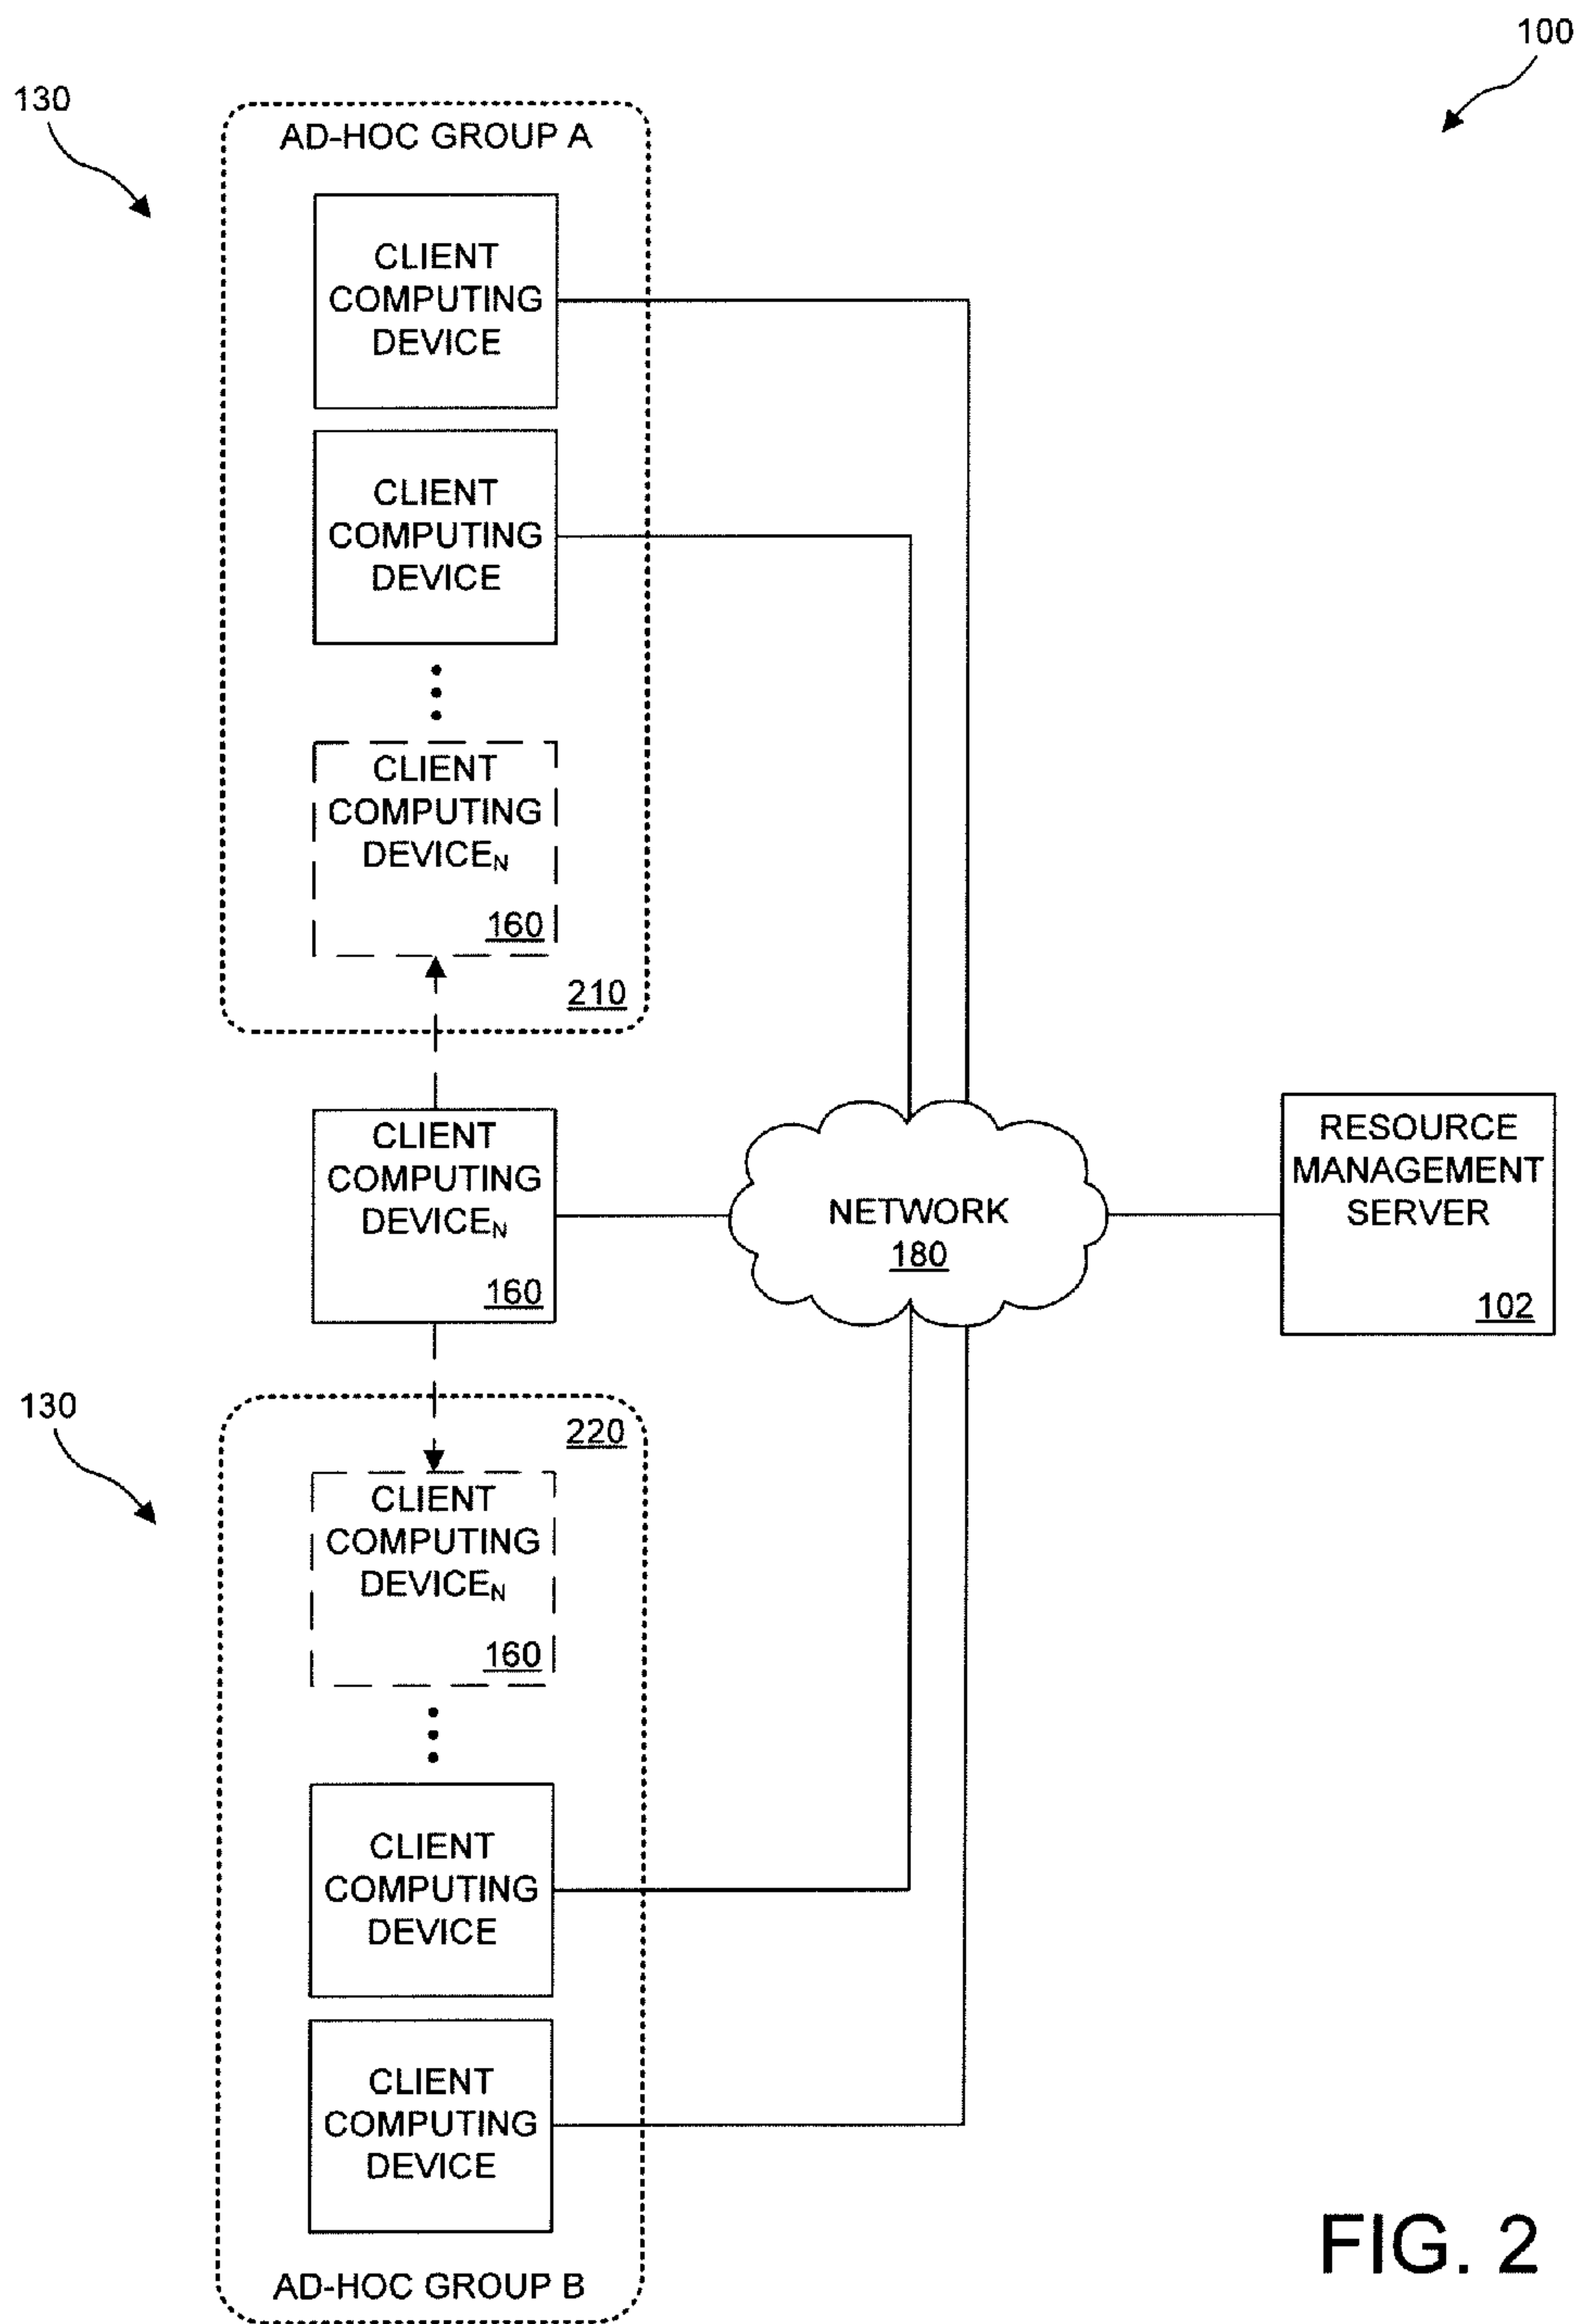 100
130
AD-HOC GROUP A
CLIENT
COMPUTING
DEVICE
CLIENT
COMPUTING
DEVICE
CLIENT
COMPUTING
DEVICEN
160
210
CLIENT
COMPUTING
DEVICEN
160
NETWORK
180
RESOURCE
MANAGEMENT
SERVER
102
130
220
CLIENT
COMPUTING
DEVICEN
160
CLIENT
COMPUTING
DEVICE
CLIENT
COMPUTING
DEVICE
AD-HOC GROUP B
FIG. 2